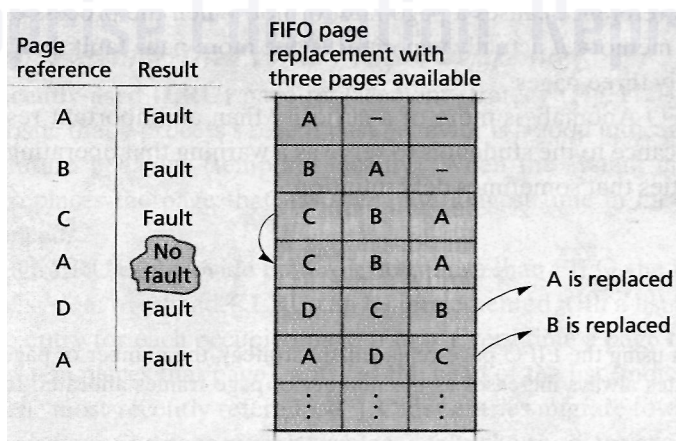 Page
reference
Result
FIFO page
replacement with
three pages available
A Fault A – –
B Fault B A –
C Fault C B A
A No
fault C B A
D Fault D C B A is replaced
A Fault A D C B is replaced
⋮ ⋮ ⋮